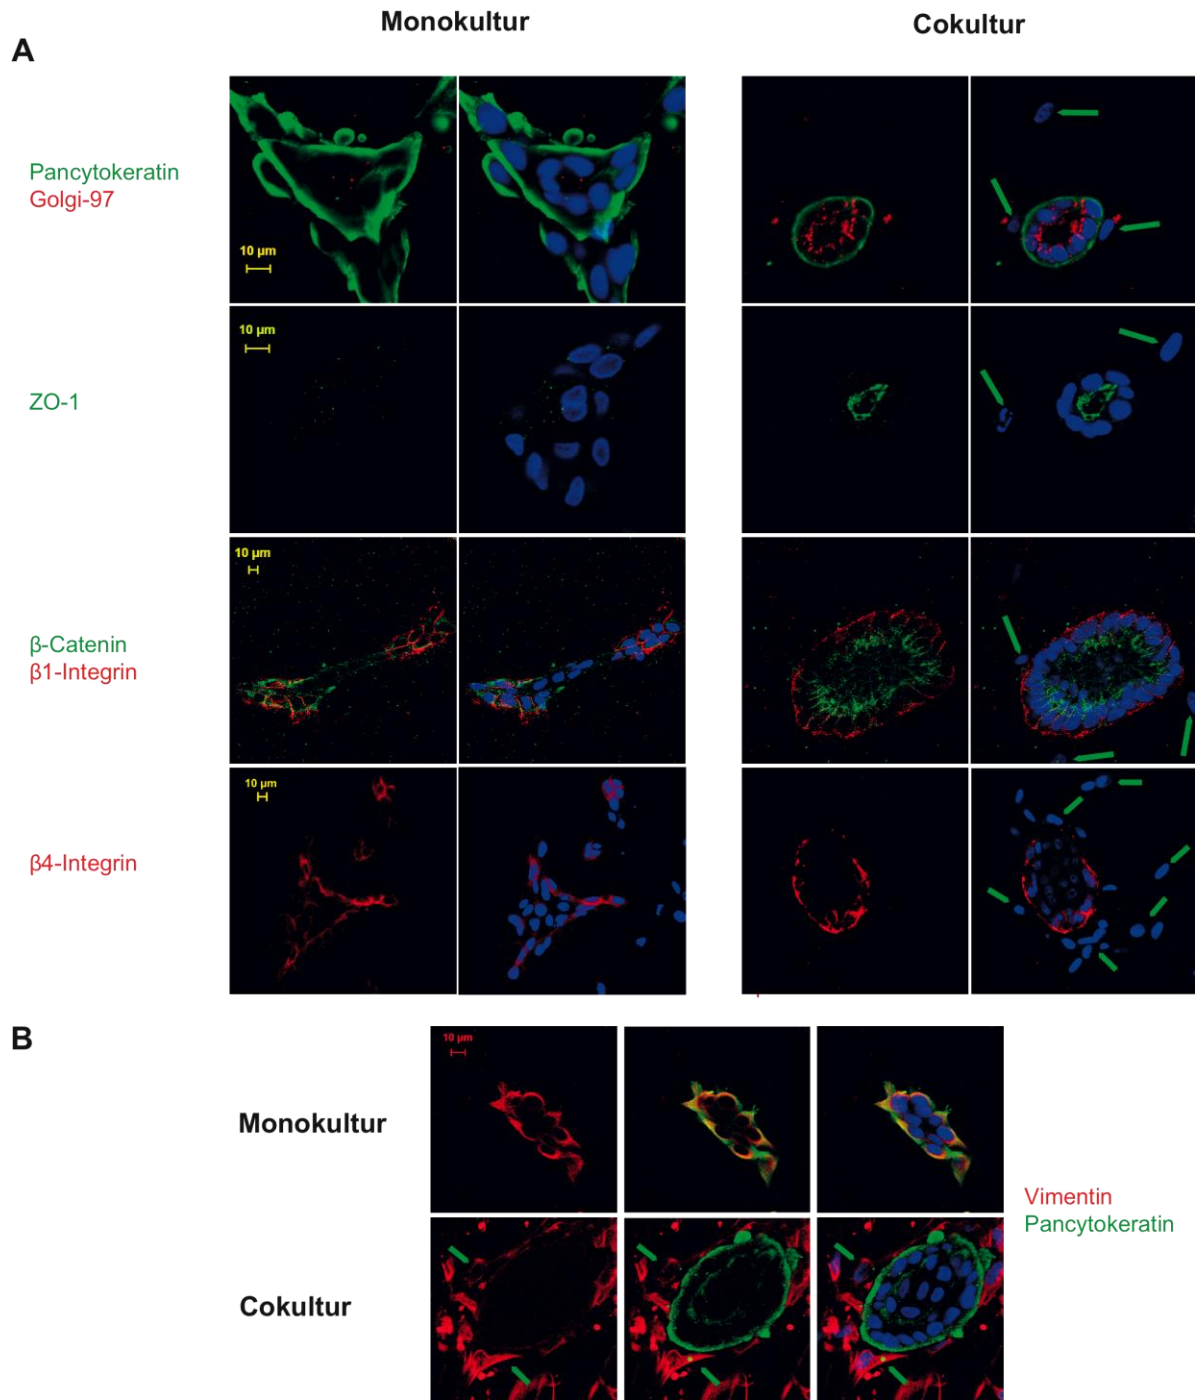 Monokultur
Cokultur
A
Pancytokeratin
Golgi-97
10 µm
ZO-1
10 µm
β-Catenin
β1-Integrin
10 µm
β4-Integrin
10 µm
B
10 µm
Monokultur
Vimentin
Pancytokeratin
Cokultur